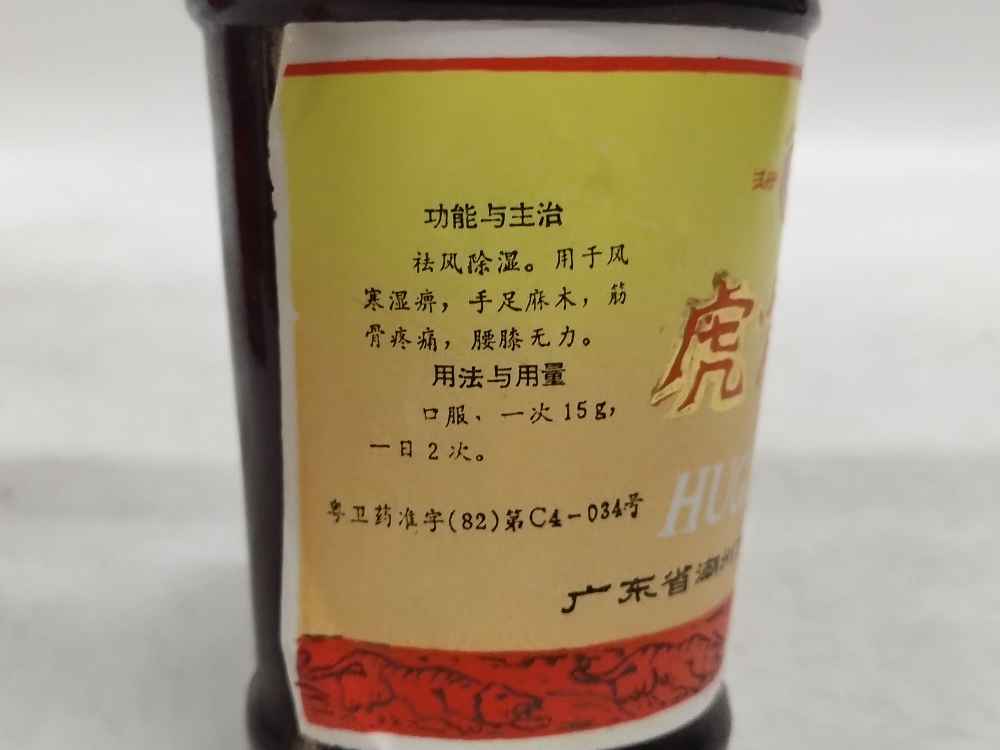 功能与主治
祛风除湿。用于风
寒湿痹，手足麻木，筋
骨疼痛，腰膝无力。
用法与用量
口服、一次15g，
一日2次。
粤卫药准字(82)第C4-034号
虎
HUG
广东省潮州